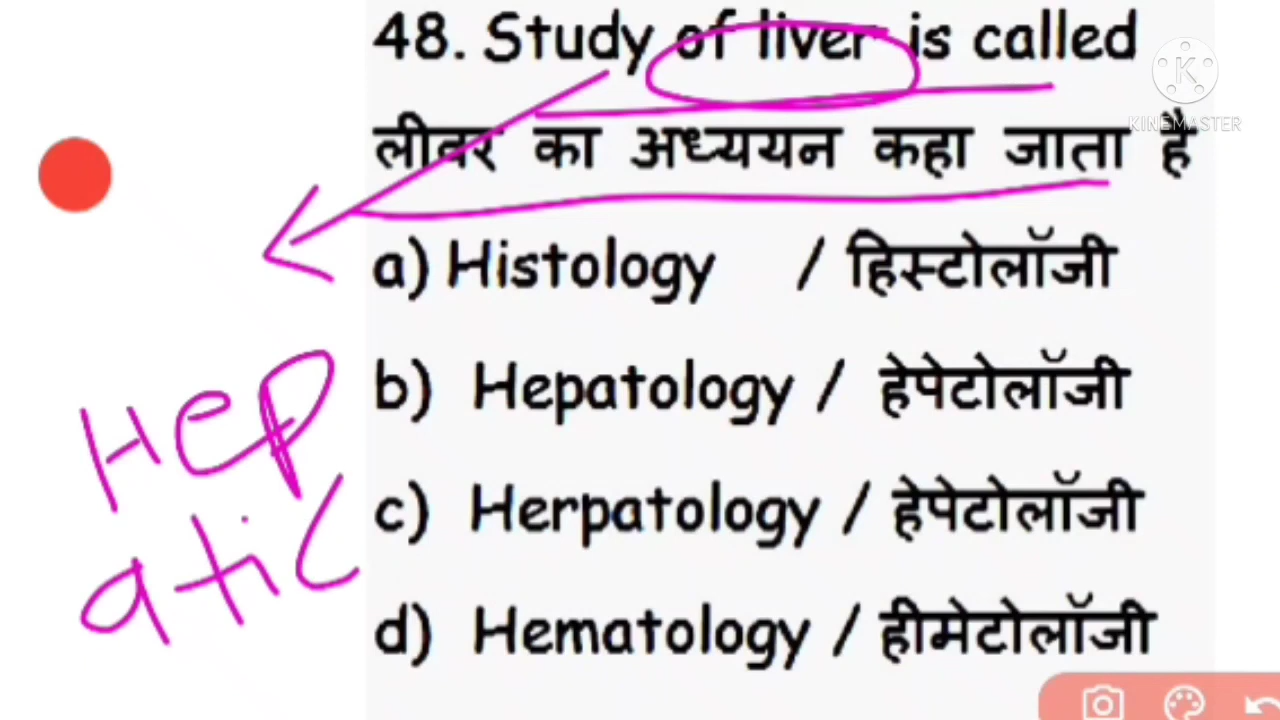 48. Study of liver is called
KINEMASTER
लीवर का अध्ययन कहा जाता है
a) Histology / हिस्टोलॉजी
b) Hepatology / हेपेटोलॉजी
c) Herpatology / हेपेटोलॉजी
d) Hematology / हीमेटोलॉजी
Hep
atic